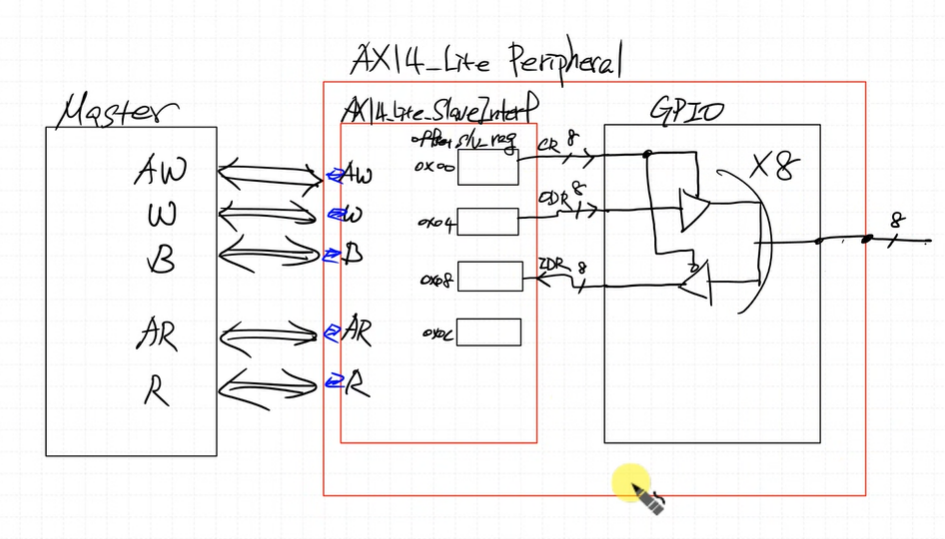 AXI4_Lite Peripheral
Master
AXI4_Lite_SlaveInterf
GPIO
offset slv_reg
AW
W
B
AR
R
AW
W
B
AR
R
0x00
0x04
0x08
0x0C
CR 8
ODR 8
IDR 8
X8
8